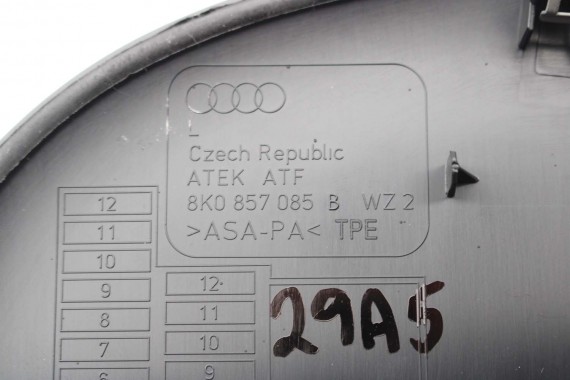 L
Czech Republic
ATEK ATF
8K0 857 085 B WZ 2
>ASA-PA< TPE
12
11
10
9
8
7
6
12
11
10
9
29A5